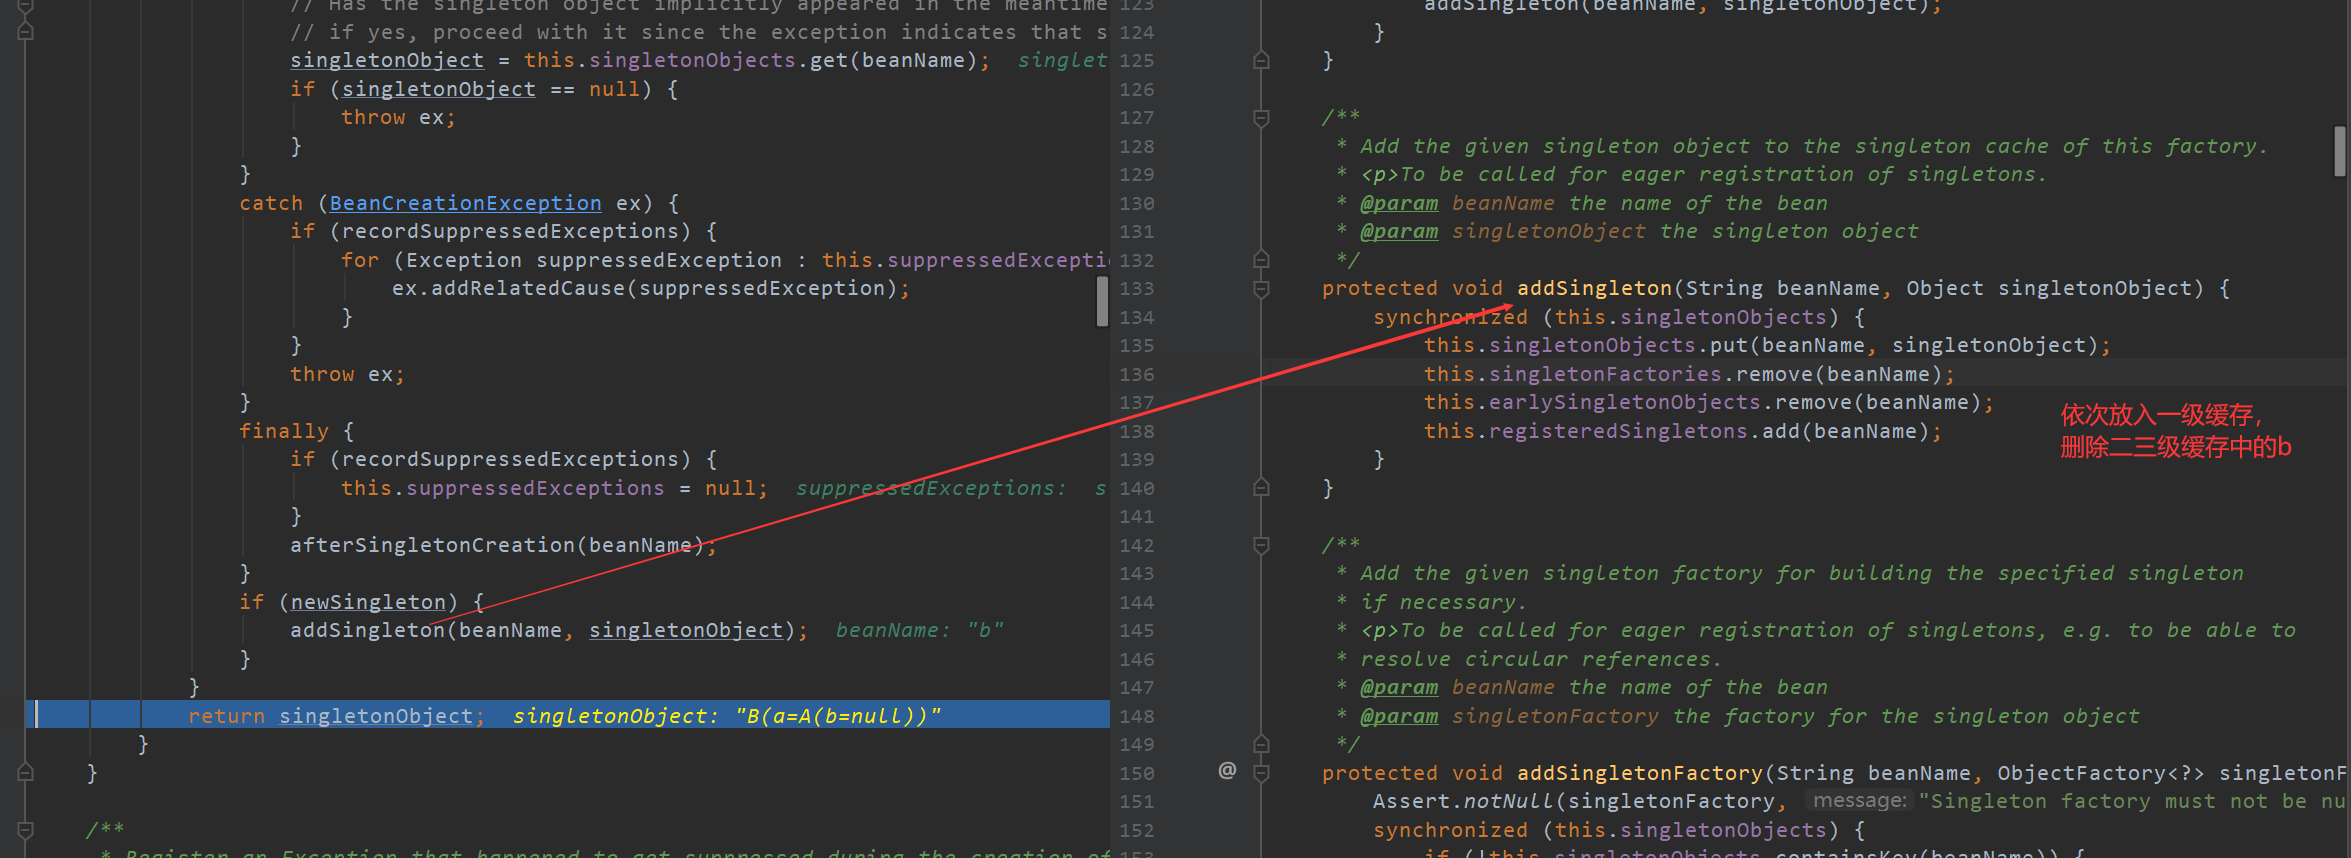 // Has the singleton object implicitly appeared in the meantime
// if yes, proceed with it since the exception indicates that s
singletonObject = this.singletonObjects.get(beanName);  singlet
if (singletonObject == null) {
throw ex;
}
}
catch (BeanCreationException ex) {
if (recordSuppressedExceptions) {
for (Exception suppressedException : this.suppressedExcepti
ex.addRelatedCause(suppressedException);
}
}
throw ex;
}
finally {
if (recordSuppressedExceptions) {
this.suppressedExceptions = null;  suppressedExceptions:  s
}
afterSingletonCreation(beanName);
}
if (newSingleton) {
addSingleton(beanName, singletonObject);  beanName: "b"
}
}
return singletonObject;  singletonObject: "B(a=A(b=null))"
}
}
/**
* Register an Exception that happened to get suppressed during the creation of
123 addSingleton(beanName, singletonObject);
124 }
125 }
126
127 /**
128 * Add the given singleton object to the singleton cache of this factory.
129 * <p>To be called for eager registration of singletons.
130 * @param beanName the name of the bean
131 * @param singletonObject the singleton object
132 */
133 protected void addSingleton(String beanName, Object singletonObject) {
134 synchronized (this.singletonObjects) {
135 this.singletonObjects.put(beanName, singletonObject);
136 this.singletonFactories.remove(beanName);
137 this.earlySingletonObjects.remove(beanName);
138 this.registeredSingletons.add(beanName);
139 }
140 }
141
142 /**
143 * Add the given singleton factory for building the specified singleton
144 * if necessary.
145 * <p>To be called for eager registration of singletons, e.g. to be able to
146 * resolve circular references.
147 * @param beanName the name of the bean
148 * @param singletonFactory the factory for the singleton object
149 */
150 @ protected void addSingletonFactory(String beanName, ObjectFactory<?> singletonF
151 Assert.notNull(singletonFactory, message: "Singleton factory must not be nu
152 synchronized (this.singletonObjects) {
153 if (!this.singletonObjects.containsKey(beanName)) {
依次放入一级缓存，
删除二三级缓存中的b